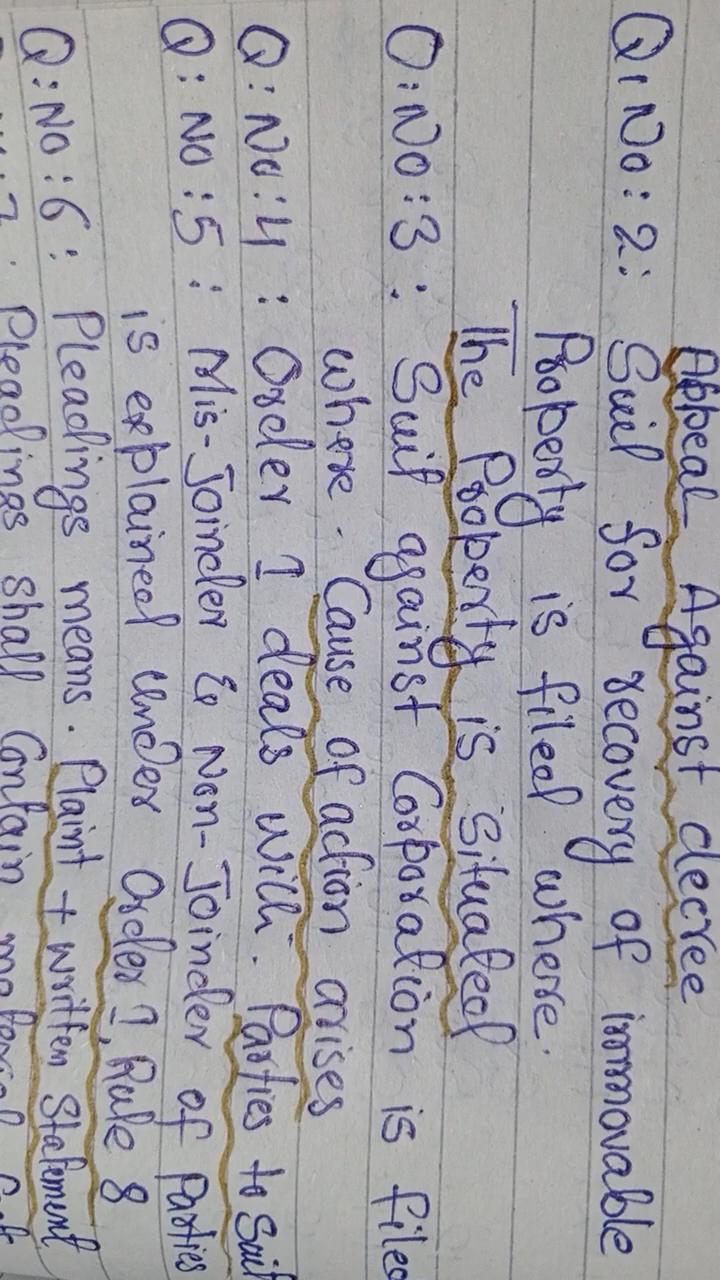 Appeal Against decree
Q: No: 2: Suit for recovery of immovable
Property is filed where.
The Property is situated
Q: No: 3: Suit against Corporation is filed
where. Cause of action arises
Q: No: 4: Order 1 deals with. Parties to Suit
Q: No: 5: Mis-Joinder & Non-Joinder of Parties
is explained under Order 1, Rule 8
Q: No: 6: Pleadings means. Plaint + written Statement
Pleadings shall Contain material